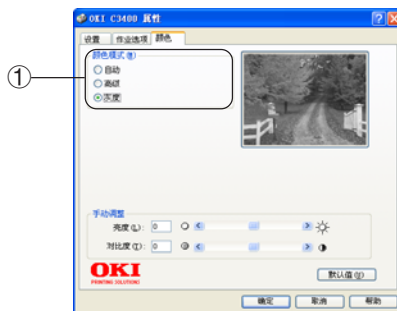 OKI C3400 属性
设置 作业选项 颜色
①
颜色模式(M)
自动
高级
灰度
手动调整
亮度(L): 0
对比度(T): 0
OKI
PRINTING SOLUTIONS
默认值(U)
确定 取消 帮助